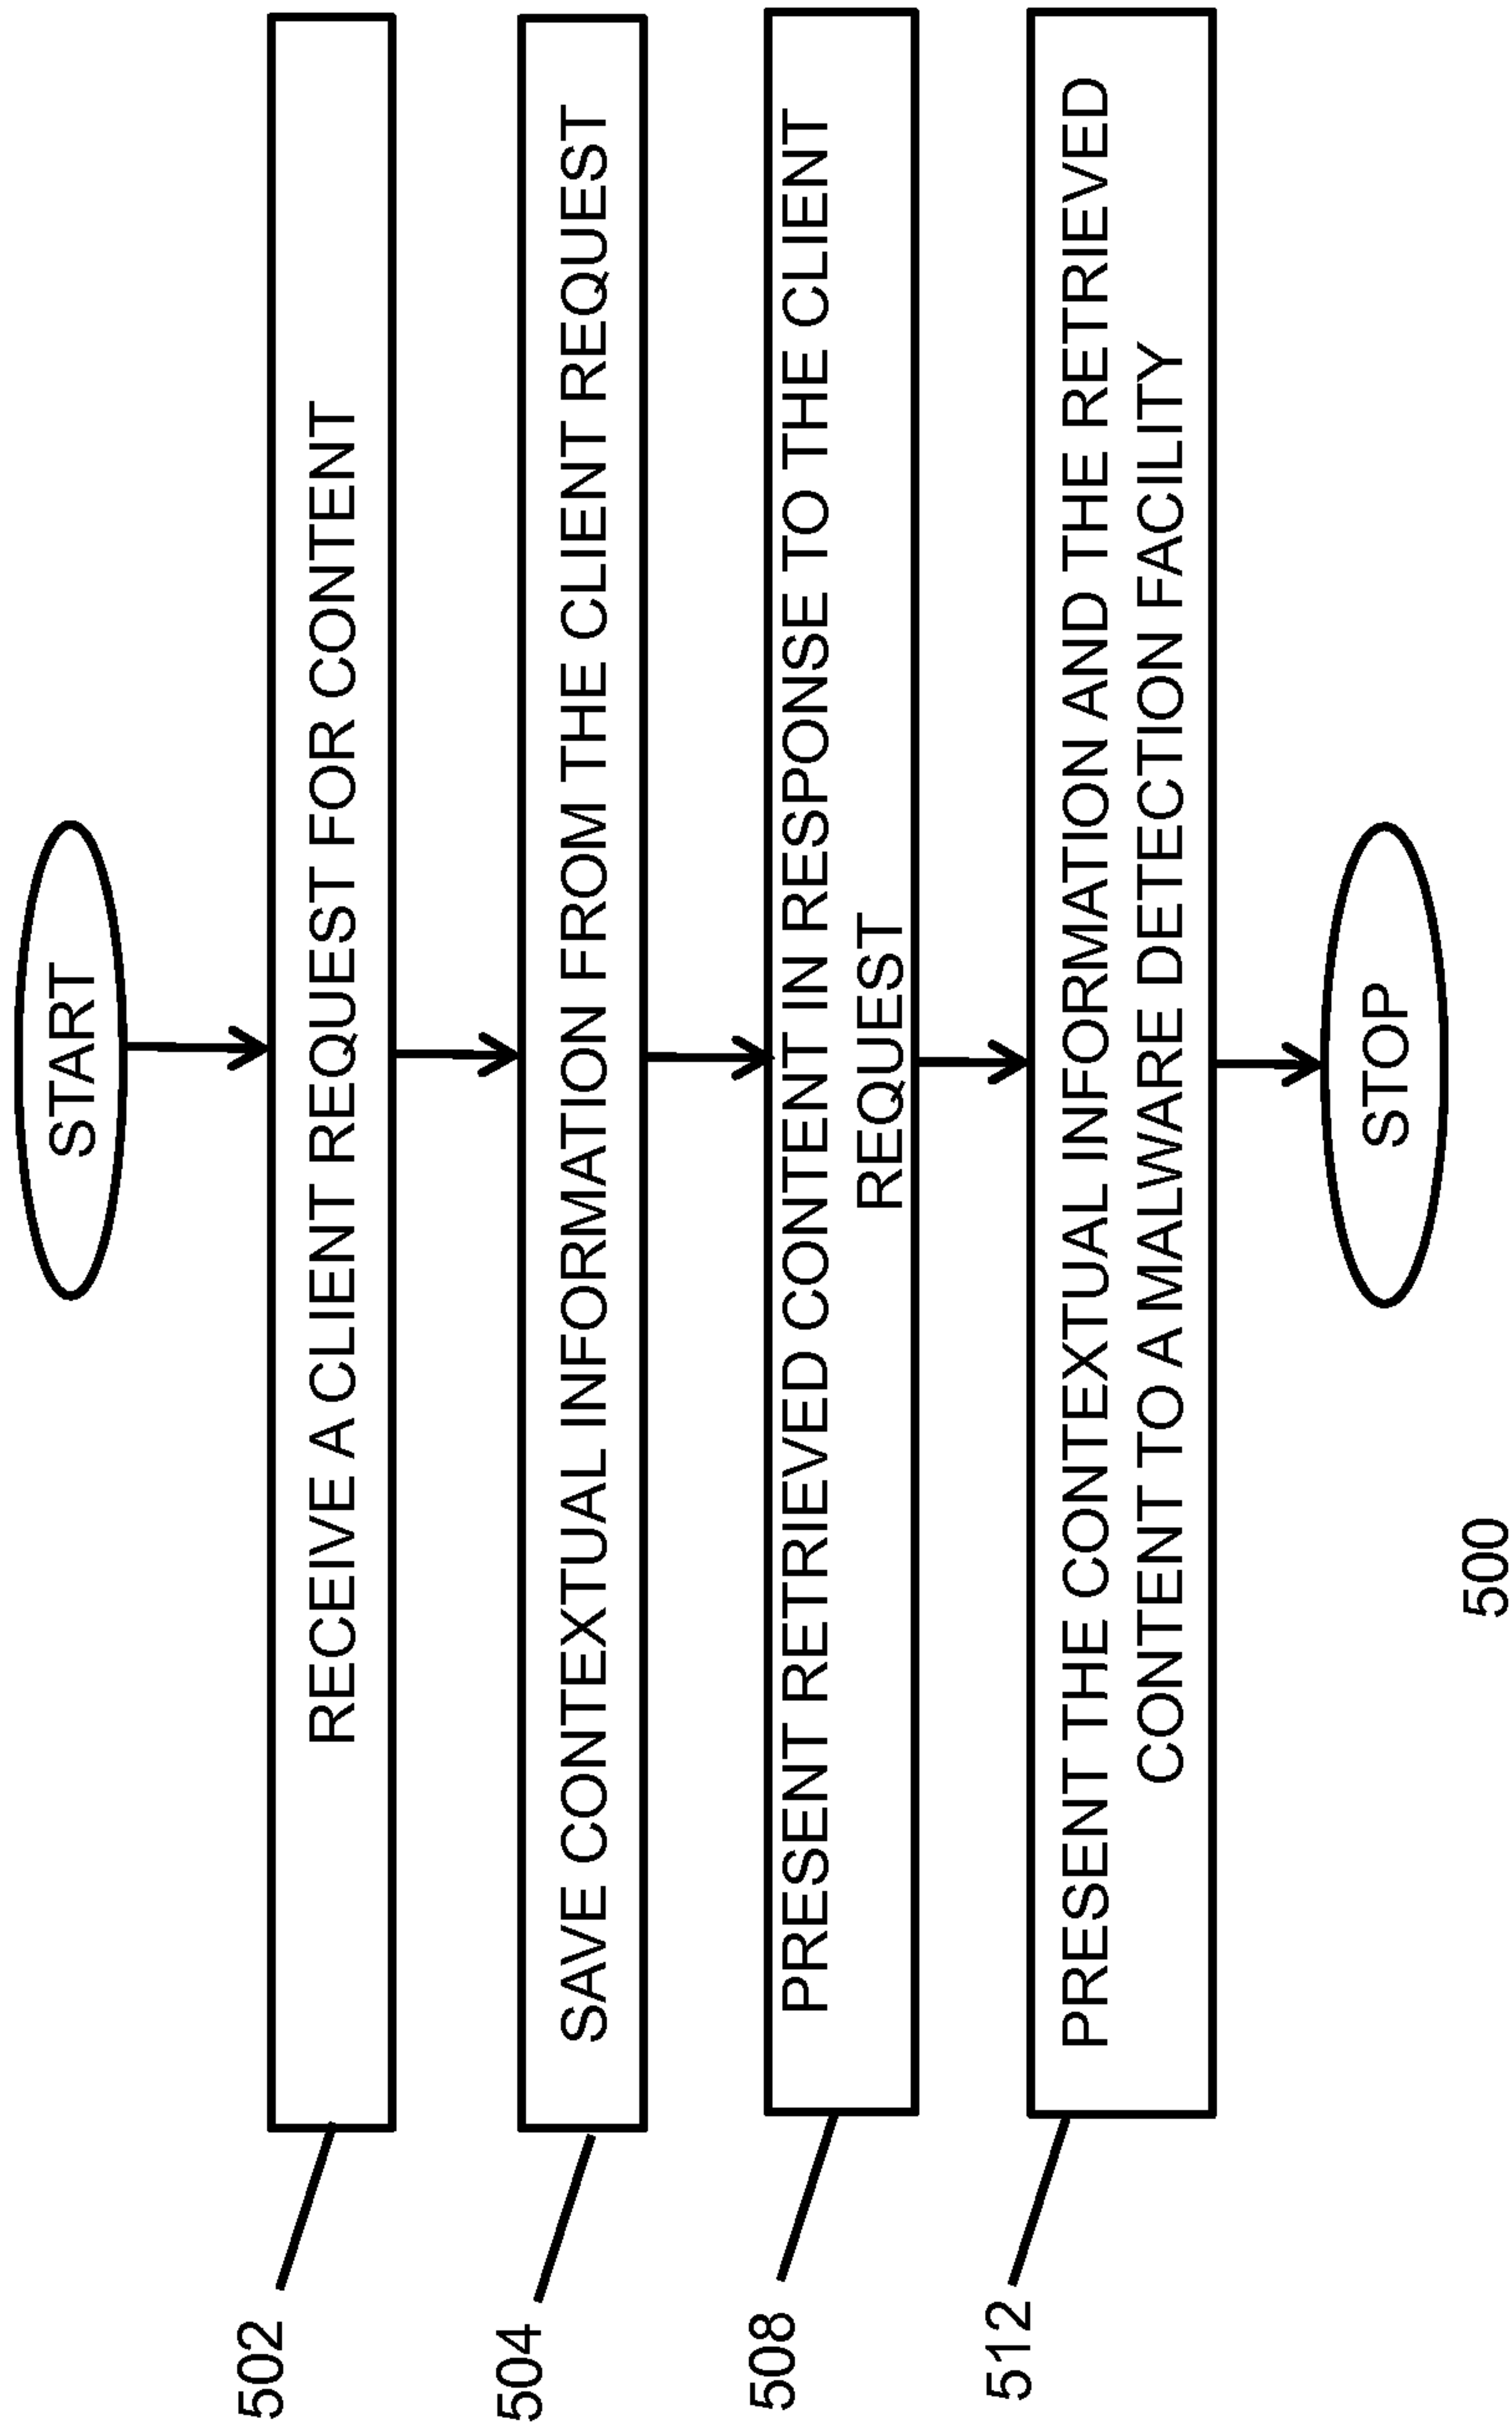 START
502
RECEIVE A CLIENT REQUEST FOR CONTENT
504
SAVE CONTEXTUAL INFORMATION FROM THE CLIENT REQUEST
508
PRESENT RETRIEVED CONTENT IN RESPONSE TO THE CLIENT
REQUEST
512
PRESENT THE CONTEXTUAL INFORMATION AND THE RETRIEVED
CONTENT TO A MALWARE DETECTION FACILITY
STOP
500